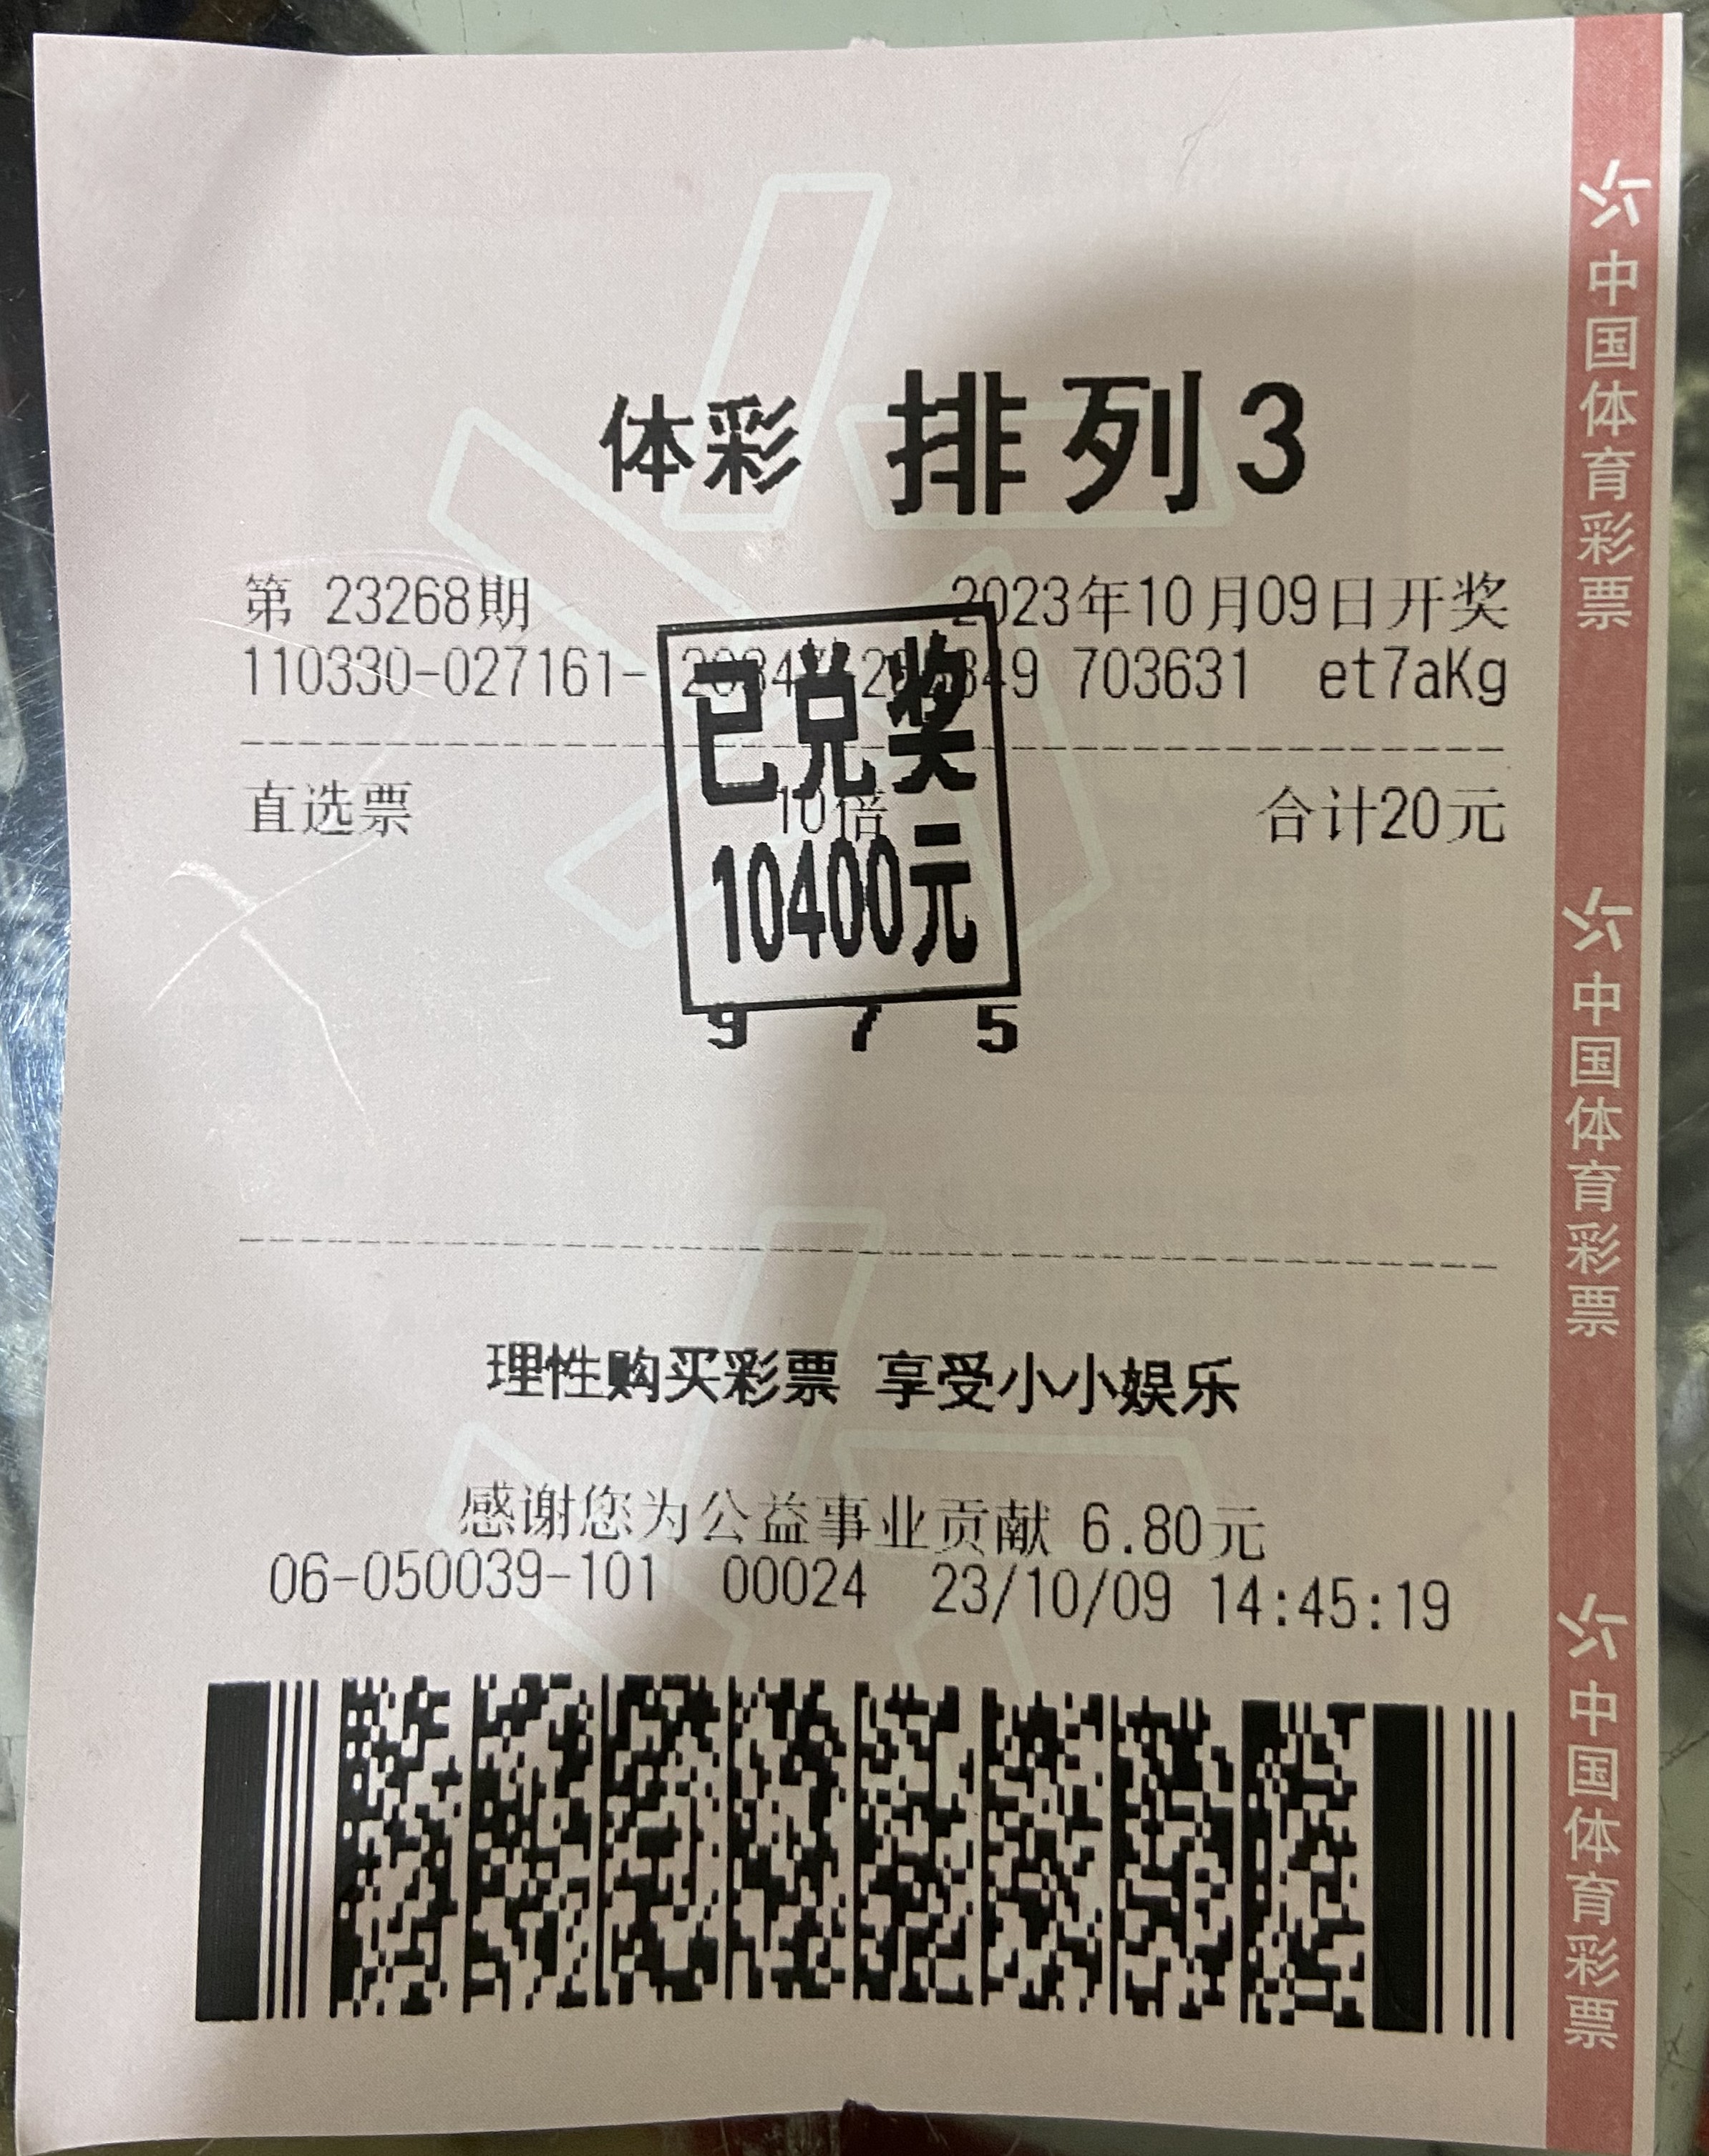 体彩 排列3
第 23268期 2023年10月09日开奖
110330-027161- 703631 et7aKg
已兑奖
直选票 10倍 合计20元
10400元
9 7 5
理性购买彩票 享受小小娱乐
感谢您为公益事业贡献 6.80元
06-050039-101 00024 23/10/09 14:45:19
中国体育彩票
中国体育彩票
中国体育彩票